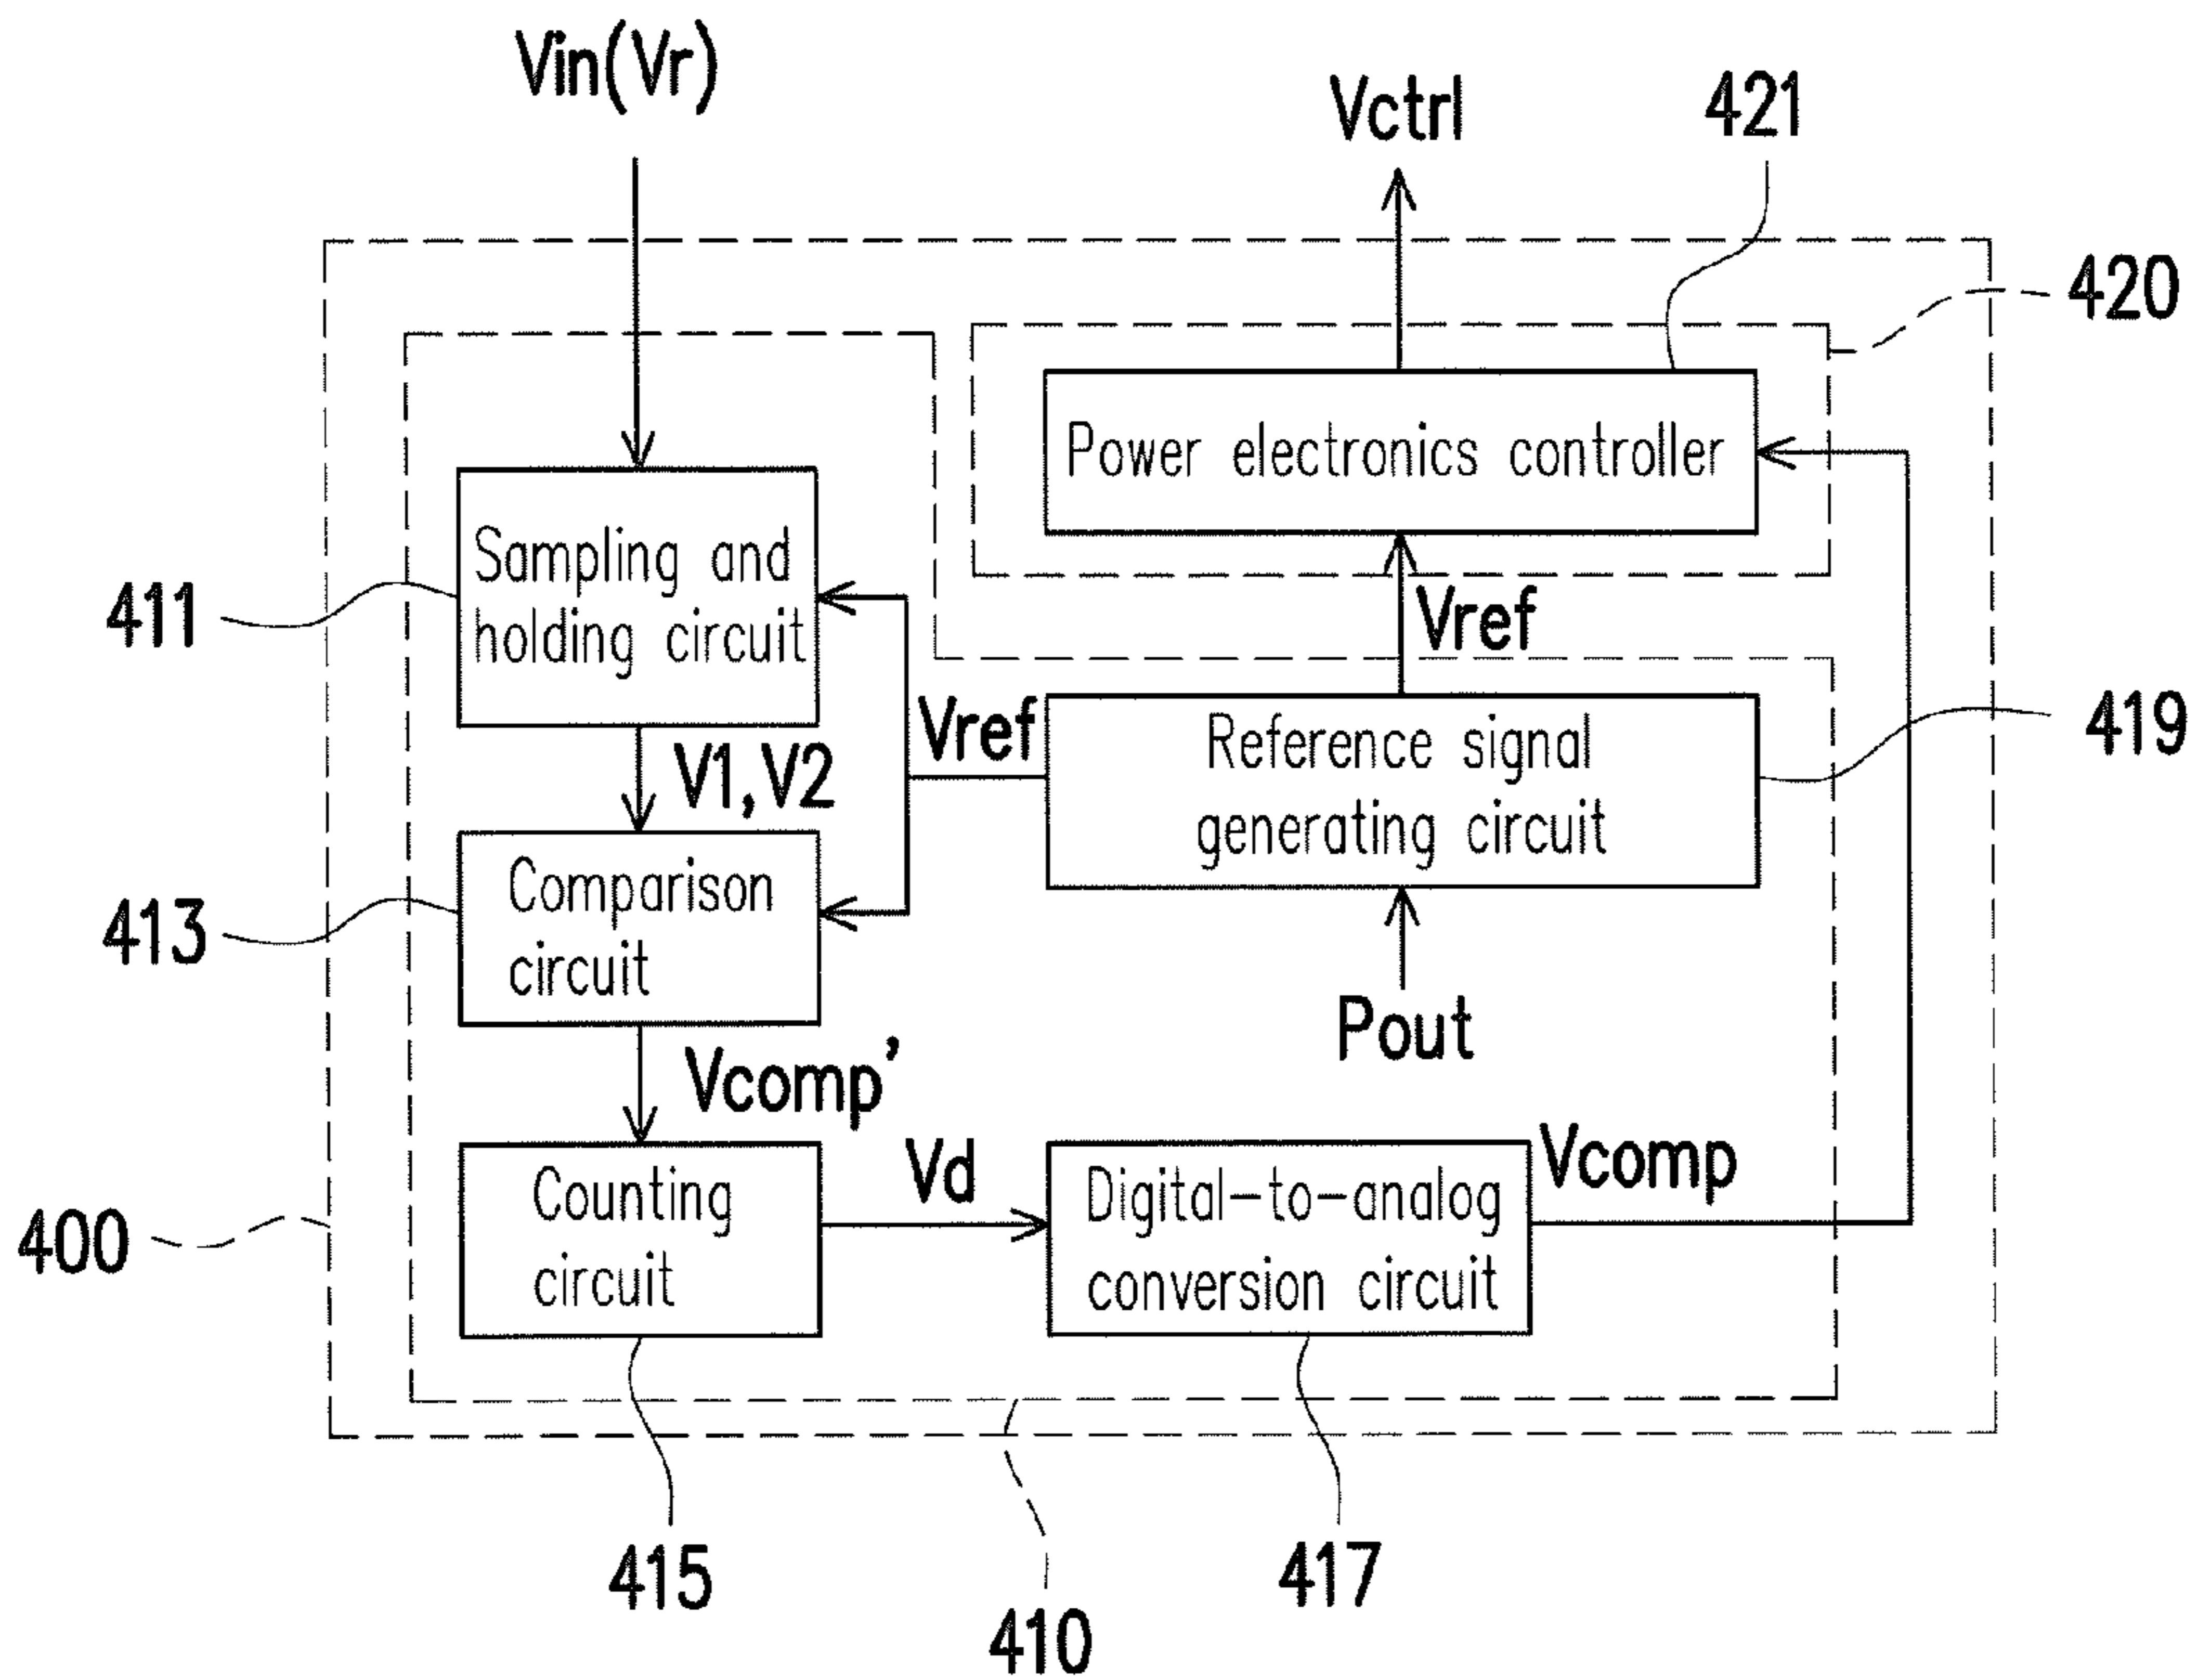 Vin(Vr)
Vctrl
421
420
Power electronics controller
Sampling and
holding circuit
411
Vref
Vref
419
Reference signal
generating circuit
V1,V2
Comparison
circuit
413
Pout
Vcomp’
Vcomp
Counting
circuit
Vd
Digital-to-analog
conversion circuit
400
415
417
410